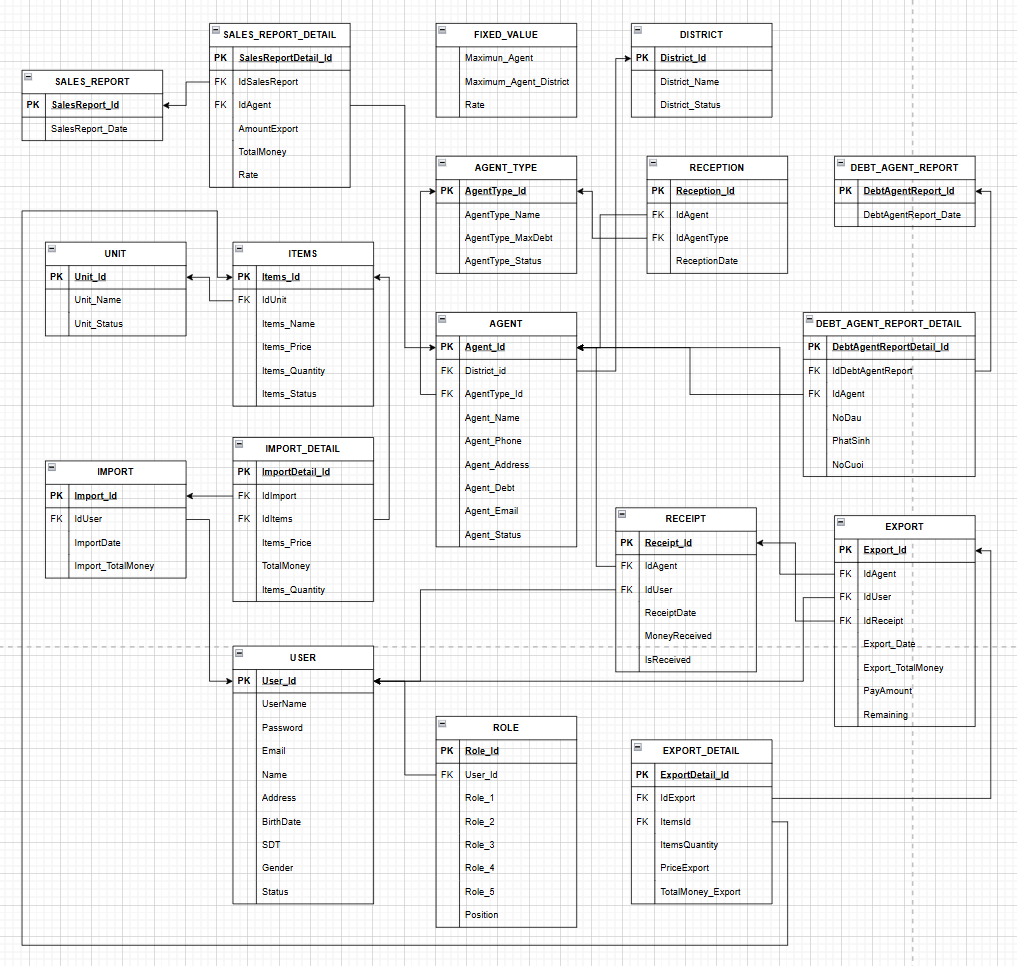 SALES_REPORT_DETAIL
PK SalesReportDetail_Id
FK IdSalesReport
FK IdAgent
AmountExport
TotalMoney
Rate
FIXED_VALUE
Maximun_Agent
Maximun_Agent_District
Rate
DISTRICT
PK District_Id
District_Name
District_Status
SALES_REPORT
PK SalesReport_Id
SalesReport_Date
AGENT_TYPE
PK AgentType_Id
AgentType_Name
AgentType_MaxDebt
AgentType_Status
RECEPTION
PK Reception_Id
FK IdAgent
FK IdAgentType
ReceptionDate
DEBT_AGENT_REPORT
PK DebtAgentReport_Id
DebtAgentReport_Date
UNIT
PK Unit_Id
Unit_Name
Unit_Status
ITEMS
PK Items_Id
FK IdUnit
Items_Name
Items_Price
Items_Quantity
Items_Status
AGENT
PK Agent_Id
FK District_id
FK AgentType_Id
Agent_Name
Agent_Phone
Agent_Address
Agent_Debt
Agent_Email
Agent_Status
DEBT_AGENT_REPORT_DETAIL
PK DebtAgentReportDetail_Id
FK IdDebtAgentReport
FK IdAgent
NoDau
PhatSinh
NoCuoi
IMPORT
PK Import_Id
FK IdUser
ImportDate
Import_TotalMoney
IMPORT_DETAIL
PK ImportDetail_Id
FK IdImport
FK IdItems
Items_Price
TotalMoney
Items_Quantity
RECEIPT
PK Receipt_Id
FK IdAgent
FK IdUser
ReceiptDate
MoneyReceived
IsReceived
EXPORT
PK Export_Id
FK IdAgent
FK IdUser
FK IdReceipt
Export_Date
Export_TotalMoney
PayAmount
Remaining
USER
PK User_Id
UserName
Password
Email
Name
Address
BirthDate
SDT
Gender
Status
ROLE
PK Role_Id
FK User_Id
Role_1
Role_2
Role_3
Role_4
Role_5
Position
EXPORT_DETAIL
PK ExportDetail_Id
FK IdExport
FK ItemsId
ItemsQuantity
PriceExport
TotalMoney_Export